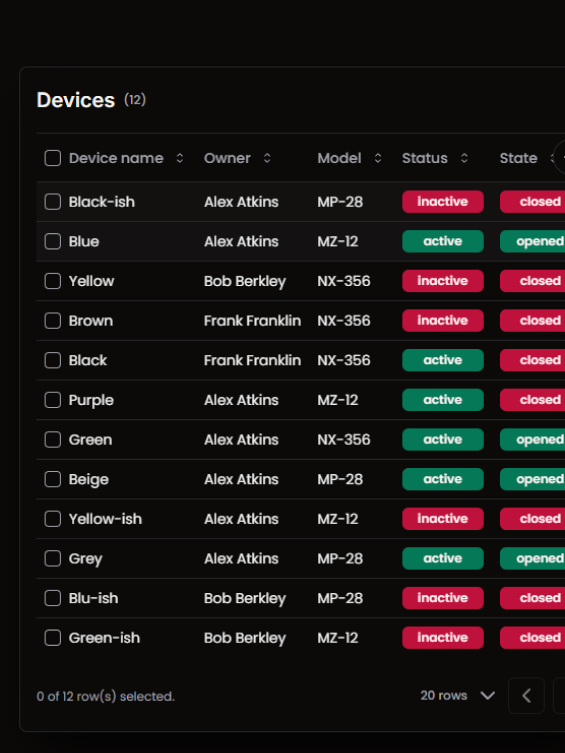 Devices (12)
Device name Owner Model Status State
Black-ish Alex Atkins MP-28 inactive closed
Blue Alex Atkins MZ-12 active opened
Yellow Bob Berkley NX-356 inactive closed
Brown Frank Franklin NX-356 inactive closed
Black Frank Franklin NX-356 active closed
Purple Alex Atkins MZ-12 active closed
Green Alex Atkins NX-356 active opened
Beige Alex Atkins MP-28 active opened
Yellow-ish Alex Atkins MZ-12 inactive closed
Grey Alex Atkins MP-28 active opened
Blu-ish Bob Berkley MP-28 inactive closed
Green-ish Bob Berkley MZ-12 inactive closed
0 of 12 row(s) selected. 20 rows